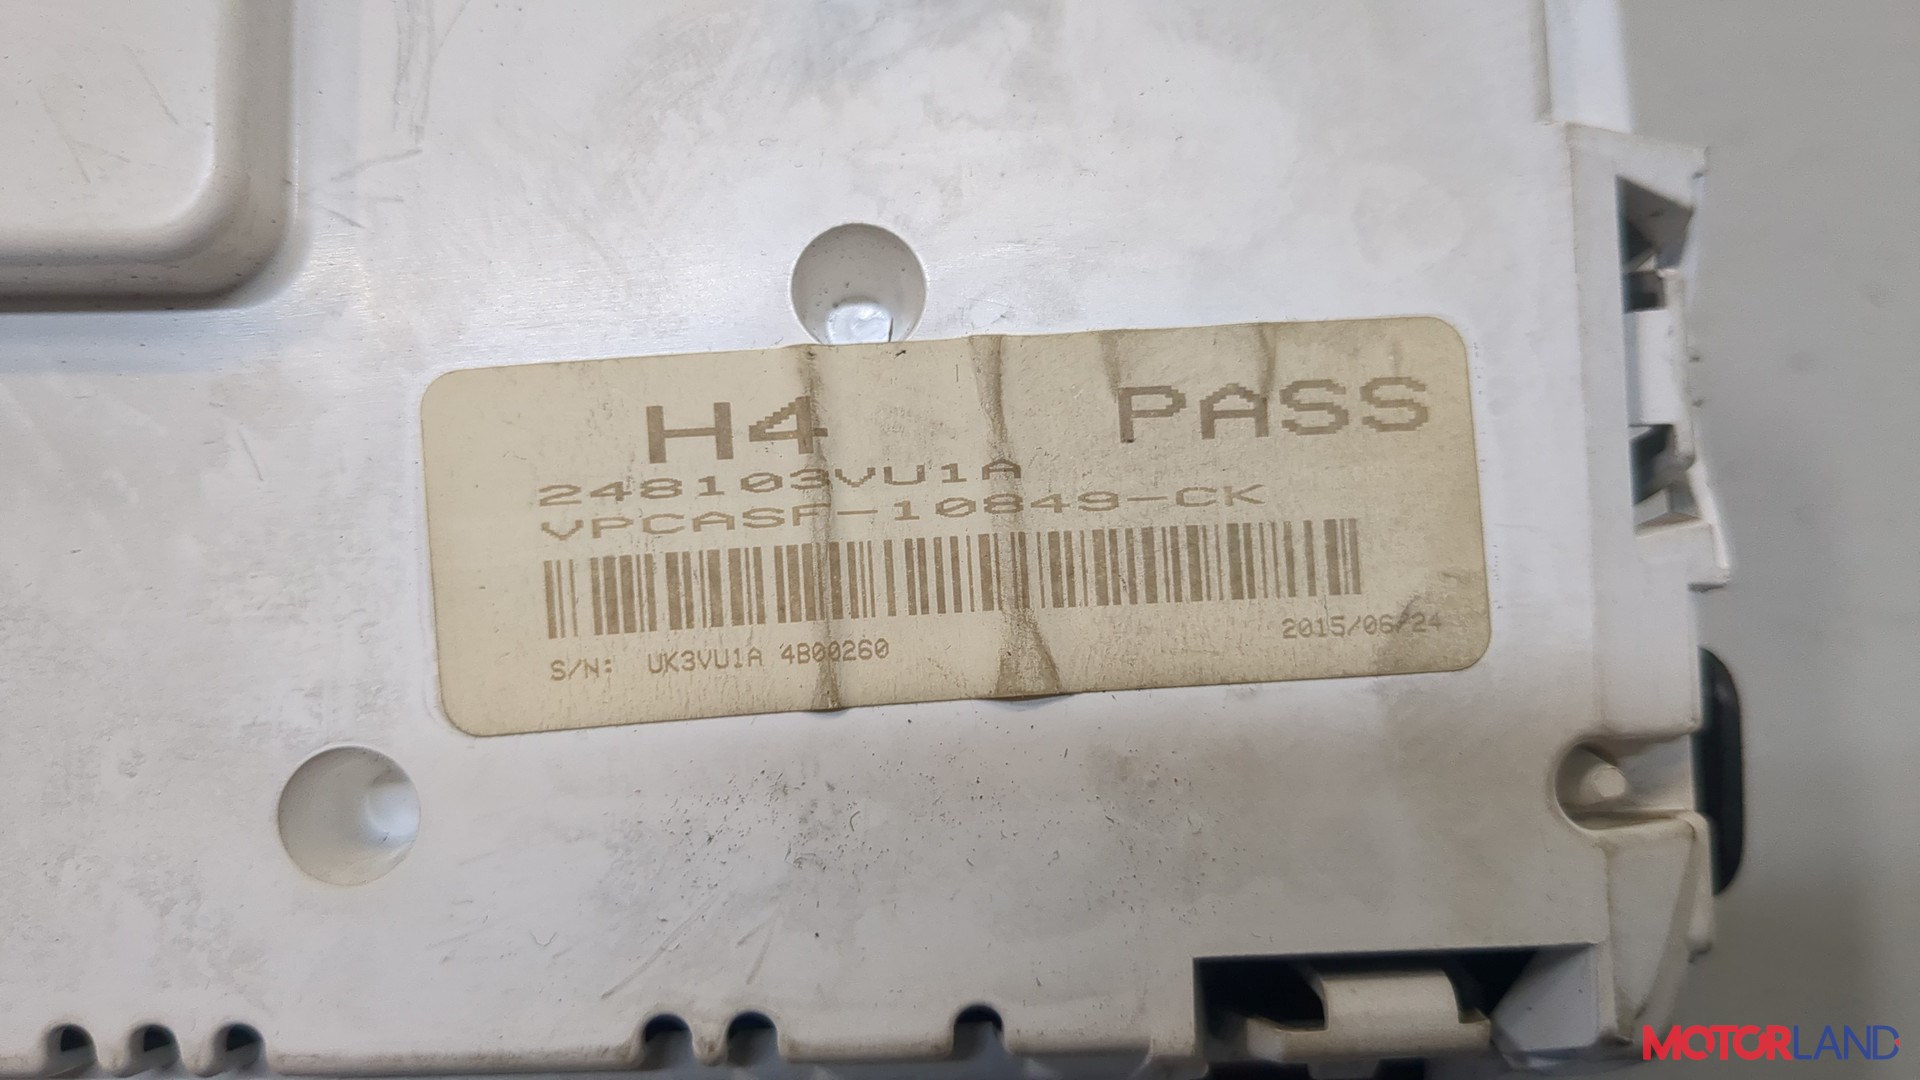 H4 PASS
248103VU1A
VPCASF-10849-CK
S/N: UK3VU1A 4B00260
2015/06/24
MOTORLAND